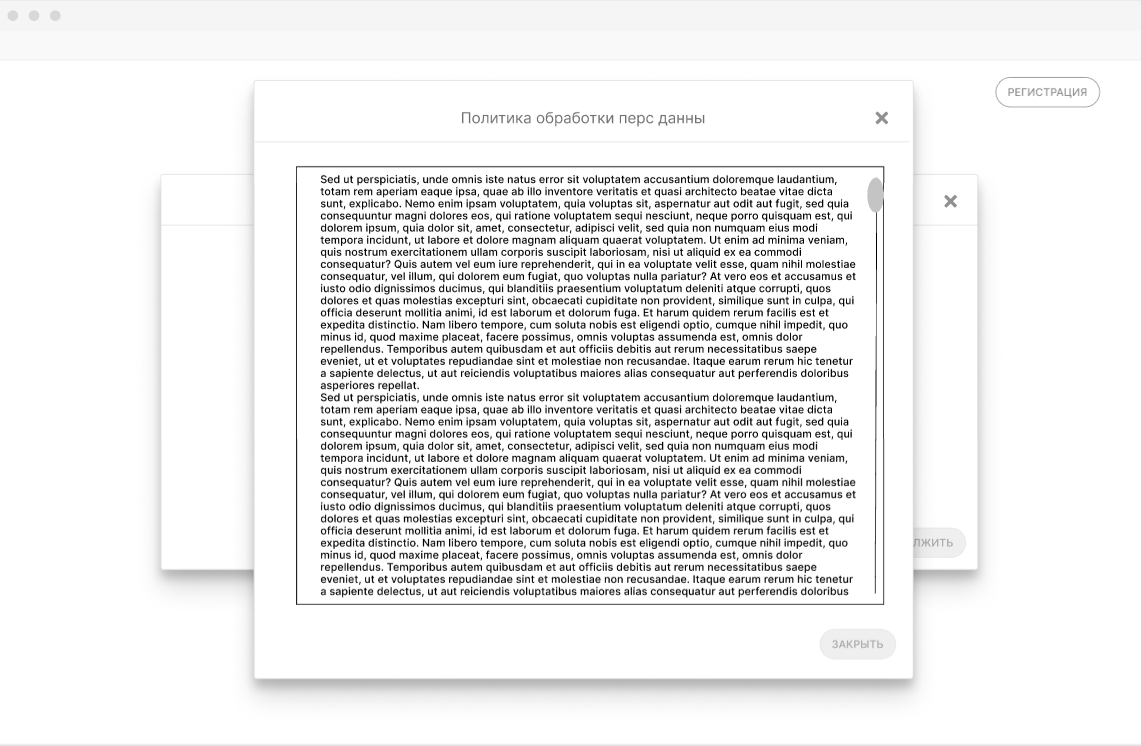 РЕГИСТРАЦИЯ
Политика обработки перс данны
Sed ut perspiciatis, unde omnis iste natus error sit voluptatem accusantium doloremque laudantium,
totam rem aperiam eaque ipsa, quae ab illo inventore veritatis et quasi architecto beatae vitae dicta
sunt, explicabo. Nemo enim ipsam voluptatem, quia voluptas sit, aspernatur aut odit aut fugit, sed quia
consequuntur magni dolores eos, qui ratione voluptatem sequi nesciunt, neque porro quisquam est, qui
dolorem ipsum, quia dolor sit, amet, consectetur, adipisci velit, sed quia non numquam eius modi
tempora incidunt, ut labore et dolore magnam aliquam quaerat voluptatem. Ut enim ad minima veniam,
quis nostrum exercitationem ullam corporis suscipit laboriosam, nisi ut aliquid ex ea commodi
consequatur? Quis autem vel eum iure reprehenderit, qui in ea voluptate velit esse, quam nihil molestiae
consequatur, vel illum, qui dolorem eum fugiat, quo voluptas nulla pariatur? At vero eos et accusamus et
iusto odio dignissimos ducimus, qui blanditiis praesentium voluptatum deleniti atque corrupti, quos
dolores et quas molestias excepturi sint, obcaecati cupiditate non provident, similique sunt in culpa, qui
officia deserunt mollitia animi, id est laborum et dolorum fuga. Et harum quidem rerum facilis est et
expedita distinctio. Nam libero tempore, cum soluta nobis est eligendi optio, cumque nihil impedit, quo
minus id, quod maxime placeat, facere possimus, omnis voluptas assumenda est, omnis dolor
repellendus. Temporibus autem quibusdam et aut officiis debitis aut rerum necessitatibus saepe
eveniet, ut et voluptates repudiandae sint et molestiae non recusandae. Itaque earum rerum hic tenetur
a sapiente delectus, ut aut reiciendis voluptatibus maiores alias consequatur aut perferendis doloribus
asperiores repellat.
Sed ut perspiciatis, unde omnis iste natus error sit voluptatem accusantium doloremque laudantium,
totam rem aperiam eaque ipsa, quae ab illo inventore veritatis et quasi architecto beatae vitae dicta
sunt, explicabo. Nemo enim ipsam voluptatem, quia voluptas sit, aspernatur aut odit aut fugit, sed quia
consequuntur magni dolores eos, qui ratione voluptatem sequi nesciunt, neque porro quisquam est, qui
dolorem ipsum, quia dolor sit, amet, consectetur, adipisci velit, sed quia non numquam eius modi
tempora incidunt, ut labore et dolore magnam aliquam quaerat voluptatem. Ut enim ad minima veniam,
quis nostrum exercitationem ullam corporis suscipit laboriosam, nisi ut aliquid ex ea commodi
consequatur? Quis autem vel eum iure reprehenderit, qui in ea voluptate velit esse, quam nihil molestiae
consequatur, vel illum, qui dolorem eum fugiat, quo voluptas nulla pariatur? At vero eos et accusamus et
iusto odio dignissimos ducimus, qui blanditiis praesentium voluptatum deleniti atque corrupti, quos
dolores et quas molestias excepturi sint, obcaecati cupiditate non provident, similique sunt in culpa, qui
officia deserunt mollitia animi, id est laborum et dolorum fuga. Et harum quidem rerum facilis est et
expedita distinctio. Nam libero tempore, cum soluta nobis est eligendi optio, cumque nihil impedit, quo
minus id, quod maxime placeat, facere possimus, omnis voluptas assumenda est, omnis dolor
repellendus. Temporibus autem quibusdam et aut officiis debitis aut rerum necessitatibus saepe
eveniet, ut et voluptates repudiandae sint et molestiae non recusandae. Itaque earum rerum hic tenetur
a sapiente delectus, ut aut reiciendis voluptatibus maiores alias consequatur aut perferendis doloribus
ЛЖИТЬ
ЗАКРЫТЬ